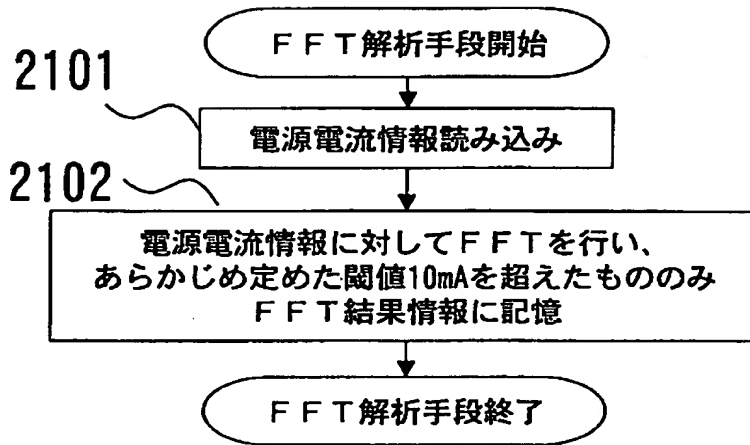 ＦＦＴ解析手段開始
2101
電源電流情報読み込み
2102
電源電流情報に対してＦＦＴを行い、
あらかじめ定めた閾値10mAを超えたもののみ
ＦＦＴ結果情報に記憶
ＦＦＴ解析手段終了